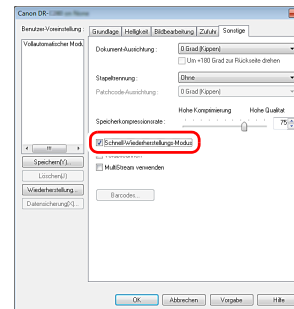 Canon DR-
Benutzer-Voreinstellung :
Vollautomatischer Mod
Speichern(Y)...
Löschen(J)
Wiederherstellung...
Datensicherung(X)...
Grundlage Helligkeit Bildbearbeitung Zufuhr Sonstige
Dokument-Ausrichtung : 0 Grad [Kippen]
Um +180 Grad zur Rückseite drehen
Stapeltrennung : Ohne
Patchcode-Ausrichtung : 0 Grad [Kippen]
Hohe Komprimierung Hohe Qualität
Speicherkompressionsrate : 75
Schnell-Wiederherstellungs-Modus
MultiStream verwenden
Barcodes...
OK Abbrechen Vorgabe Hilfe